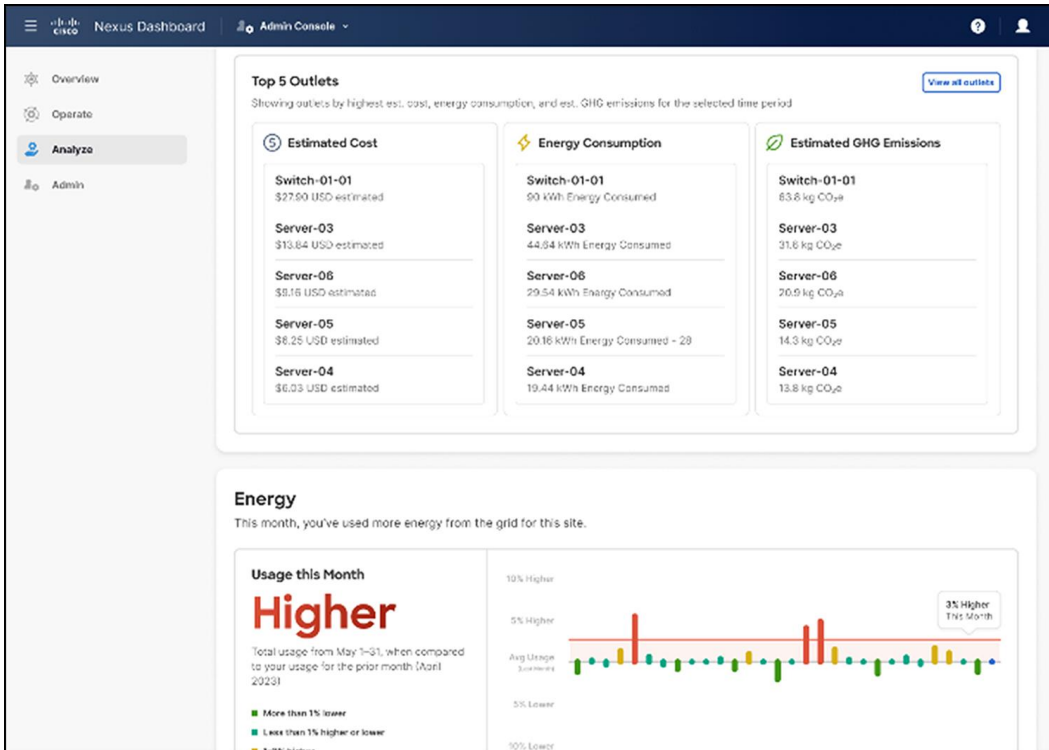 CISCO Nexus Dashboard Admin Console
Overview
Operate
Analyze
Admin
Top 5 Outlets
View all outlets
Showing outlets by highest est. cost, energy consumption, and est. GHG emissions for the selected time period
Estimated Cost
Switch-01-01
$27.90 USD estimated
Server-03
$13.84 USD estimated
Server-06
$9.16 USD estimated
Server-05
$6.25 USD estimated
Server-04
$6.03 USD estimated
Energy Consumption
Switch-01-01
90 kWh Energy Consumed
Server-03
44.64 kWh Energy Consumed
Server-06
29.54 kWh Energy Consumed
Server-05
20.16 kWh Energy Consumed - 28
Server-04
19.44 kWh Energy Consumed
Estimated GHG Emissions
Switch-01-01
63.8 kg CO₂e
Server-03
31.6 kg CO₂e
Server-06
20.9 kg CO₂e
Server-05
14.3 kg CO₂e
Server-04
13.8 kg CO₂e
Energy
This month, you've used more energy from the grid for this site.
Usage this Month
Higher
Total usage from May 1-31, when compared
to your usage for the prior month (April
2023)
More than 1% lower
Less than 1% higher or lower
10% Higher
5% Higher
Avg Usage
(Last Month)
5% Lower
10% Lower
3% Higher
This Month